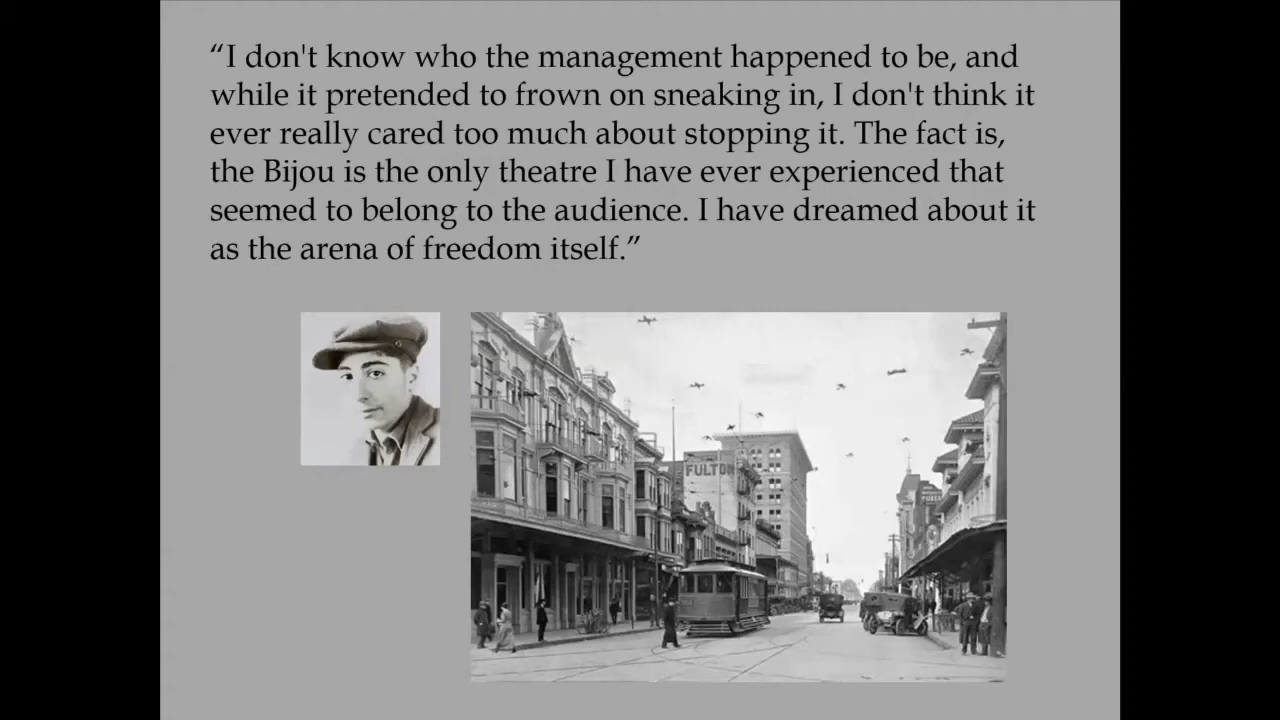 “I don't know who the management happened to be, and
while it pretended to frown on sneaking in, I don't think it
ever really cared too much about stopping it. The fact is,
the Bijou is the only theatre I have ever experienced that
seemed to belong to the audience. I have dreamed about it
as the arena of freedom itself.”
FULTON